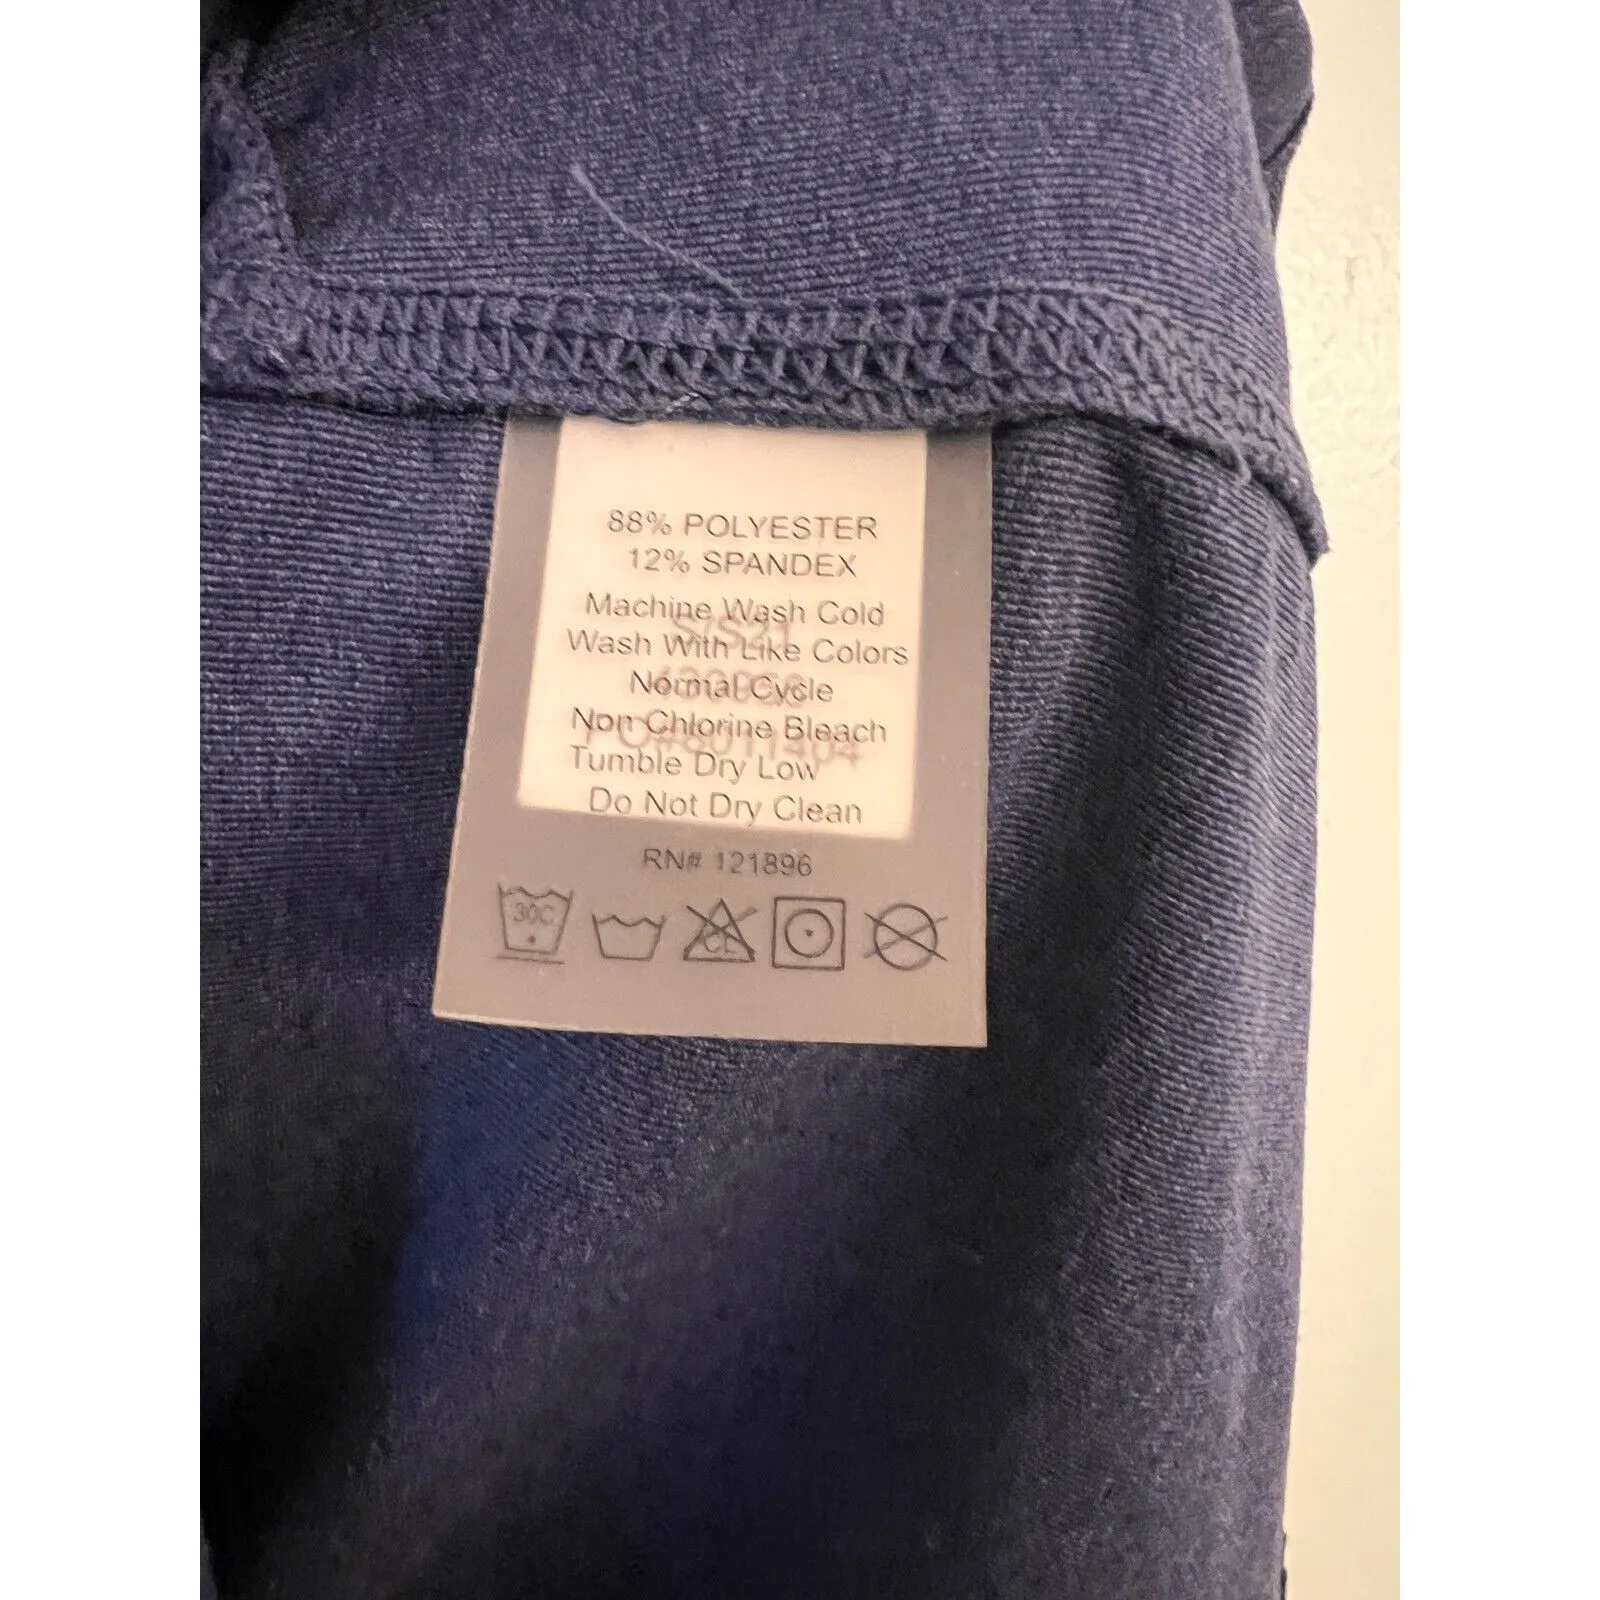 88% POLYESTER
12% SPANDEX
Machine Wash Cold
Wash With Like Colors
Normal Cycle
Non Chlorine Bleach
Tumble Dry Low
Do Not Dry Clean
RN# 121896
30C
CL